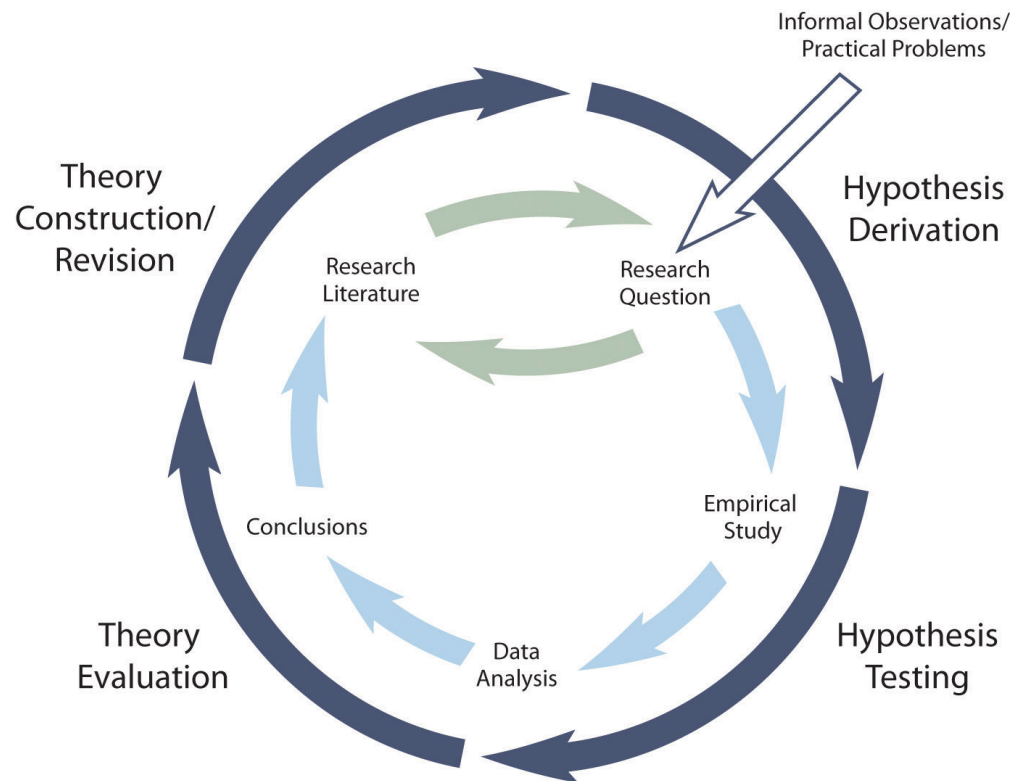 Informal Observations/
Practical Problems
Theory
Construction/
Revision
Hypothesis
Derivation
Research
Literature
Research
Question
Empirical
Study
Conclusions
Data
Analysis
Theory
Evaluation
Hypothesis
Testing